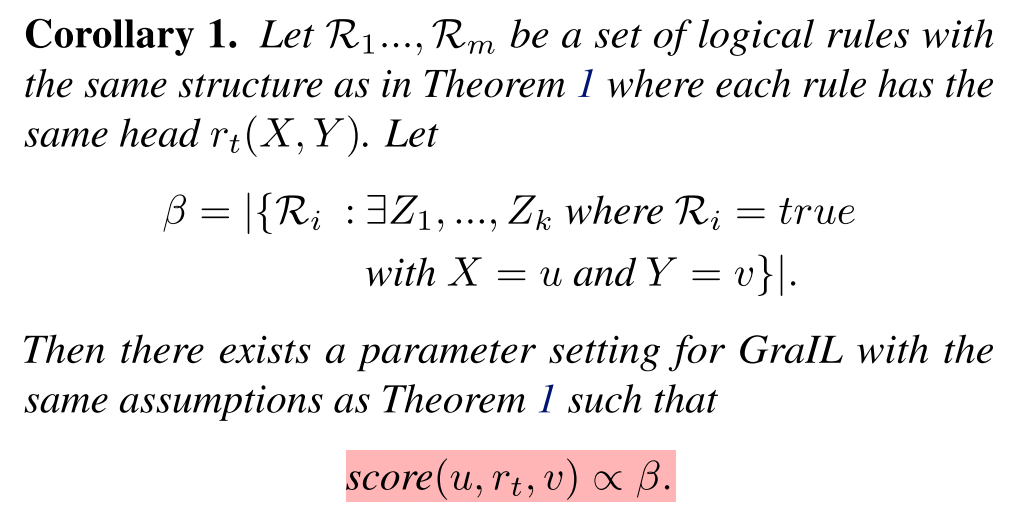 Corollary 1. Let ℛ₁..., ℛₘ be a set of logical rules with
the same structure as in Theorem 1 where each rule has the
same head rₜ(X, Y). Let
β = |{ℛᵢ : ∃Z₁, ..., Zₖ where ℛᵢ = true
with X = u and Y = v}|.
Then there exists a parameter setting for GraIL with the
same assumptions as Theorem 1 such that
score(u, rₜ, v) ∝ β.